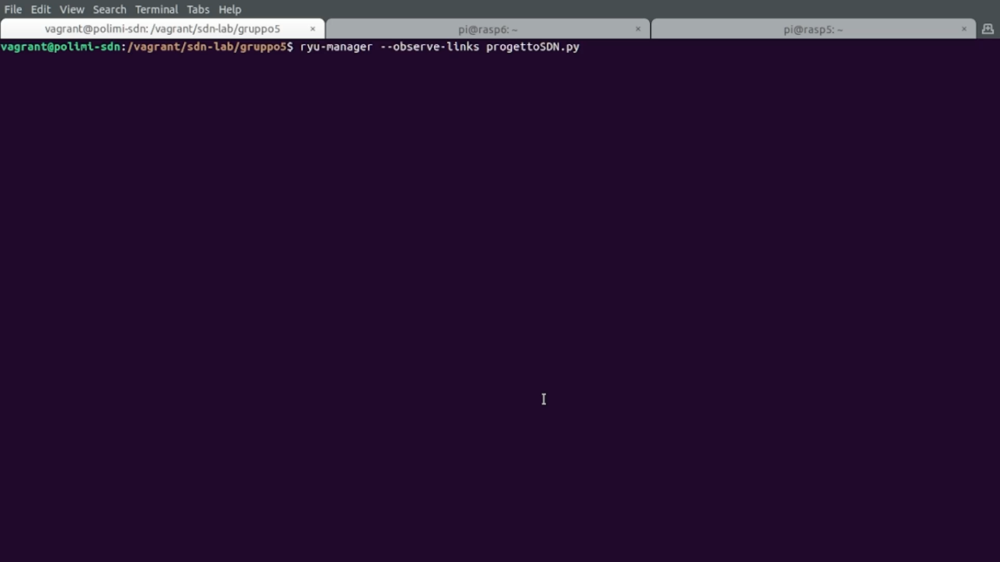 File Edit View Search Terminal Tabs Help
vagrant@polimi-sdn: /vagrant/sdn-lab/gruppo5 × pi@rasp6: ~ × pi@rasp5: ~ ×
vagrant@polimi-sdn:/vagrant/sdn-lab/gruppo5$ ryu-manager --observe-links progettoSDN.py